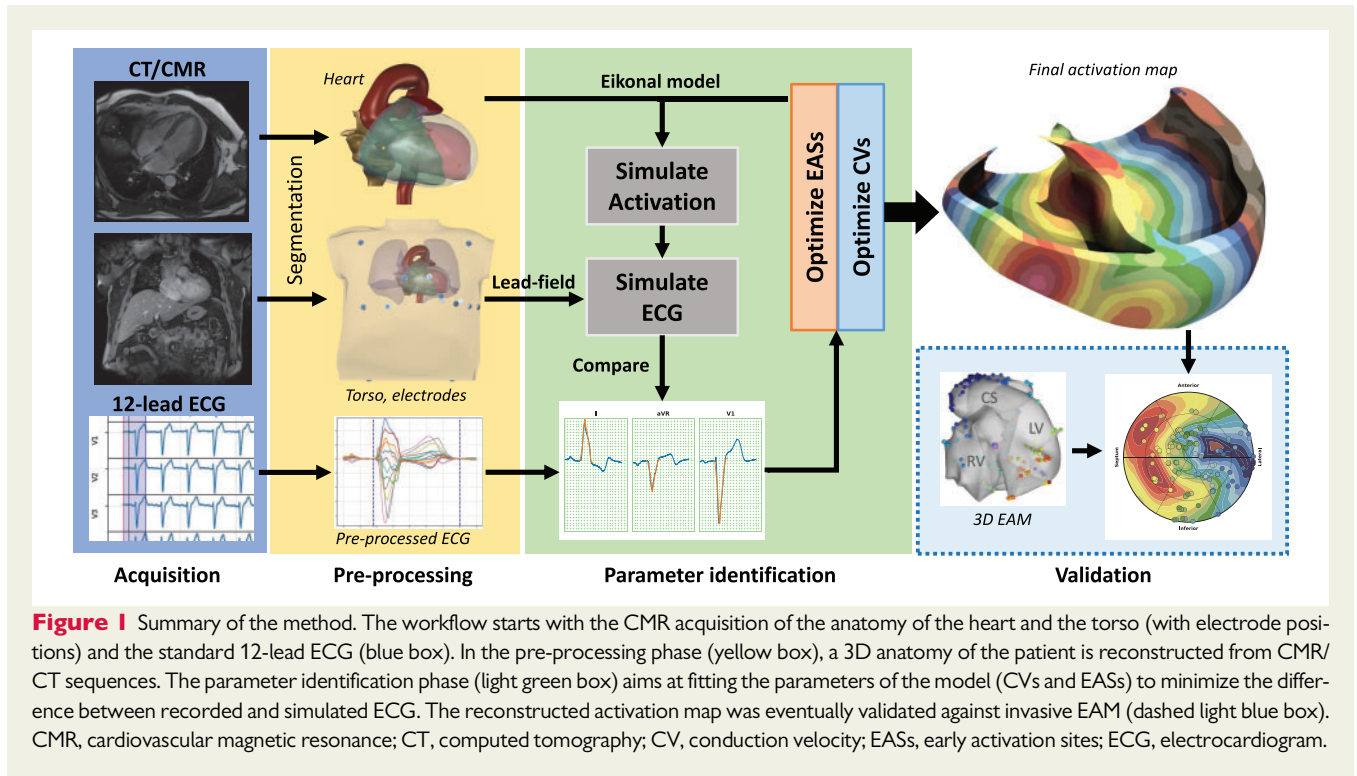 CT/CMR
12-lead ECG
V1
V2
V3
Acquisition
Segmentation
Heart
Torso, electrodes
Pre-processed ECG
Pre-processing
Eikonal model
Simulate
Activation
Lead-field
Simulate
ECG
Compare
I
aVR
V1
Optimize EASs
Optimize CVs
Parameter identification
Final activation map
CS
LV
RV
3D EAM
Anterior
Septum
Lateral
Inferior
Validation
Figure 1 Summary of the method. The workflow starts with the CMR acquisition of the anatomy of the heart and the torso (with electrode posi-
tions) and the standard 12-lead ECG (blue box). In the pre-processing phase (yellow box), a 3D anatomy of the patient is reconstructed from CMR/
CT sequences. The parameter identification phase (light green box) aims at fitting the parameters of the model (CVs and EASs) to minimize the differ-
ence between recorded and simulated ECG. The reconstructed activation map was eventually validated against invasive EAM (dashed light blue box).
CMR, cardiovascular magnetic resonance; CT, computed tomography; CV, conduction velocity; EASs, early activation sites; ECG, electrocardiogram.